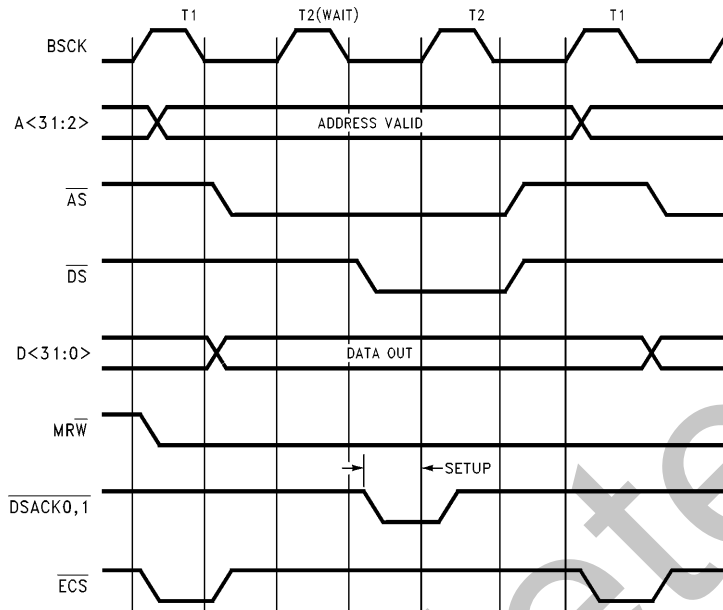 T1 T2(WAIT) T2 T1
BSCK
A<31:2> ADDRESS VALID
AS
DS
D<31:0> DATA OUT
MRW
SETUP
DSACK0,1
ECS